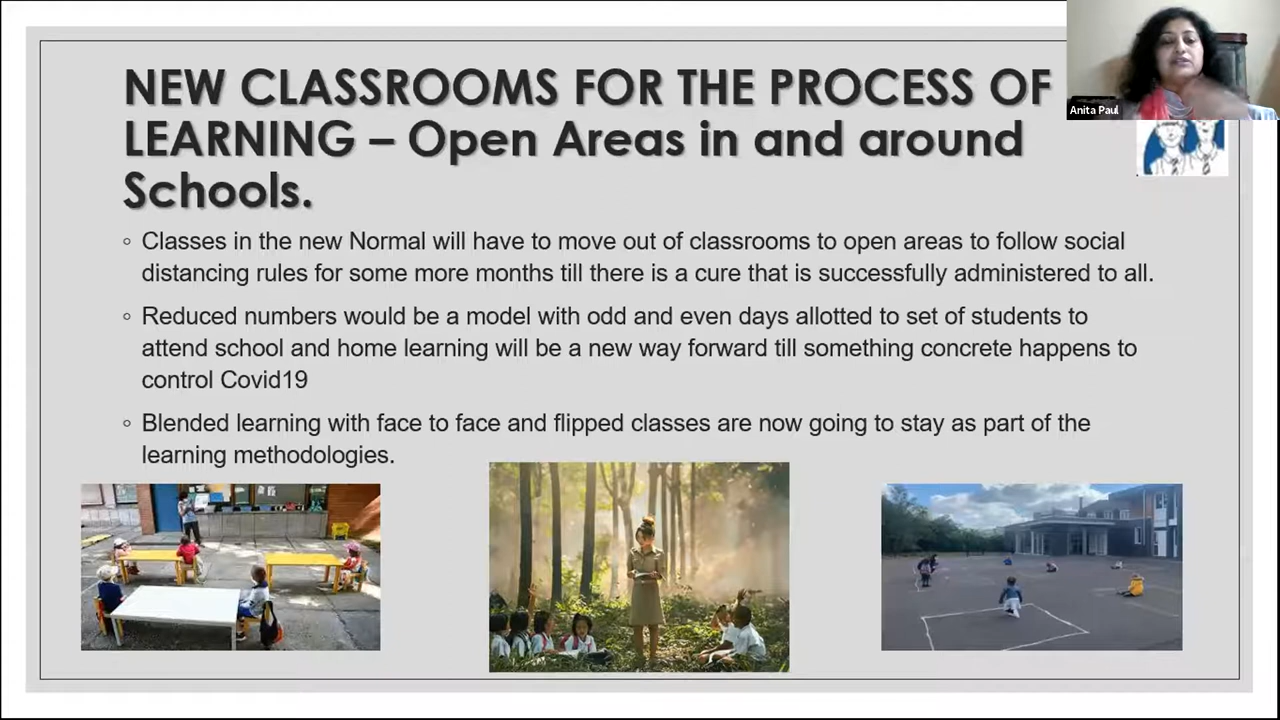 NEW CLASSROOMS FOR THE PROCESS OF
LEARNING – Open Areas in and around
Schools.
Anita Paul
◦ Classes in the new Normal will have to move out of classrooms to open areas to follow social
distancing rules for some more months till there is a cure that is successfully administered to all.
◦ Reduced numbers would be a model with odd and even days allotted to set of students to
attend school and home learning will be a new way forward till something concrete happens to
control Covid19
◦ Blended learning with face to face and flipped classes are now going to stay as part of the
learning methodologies.